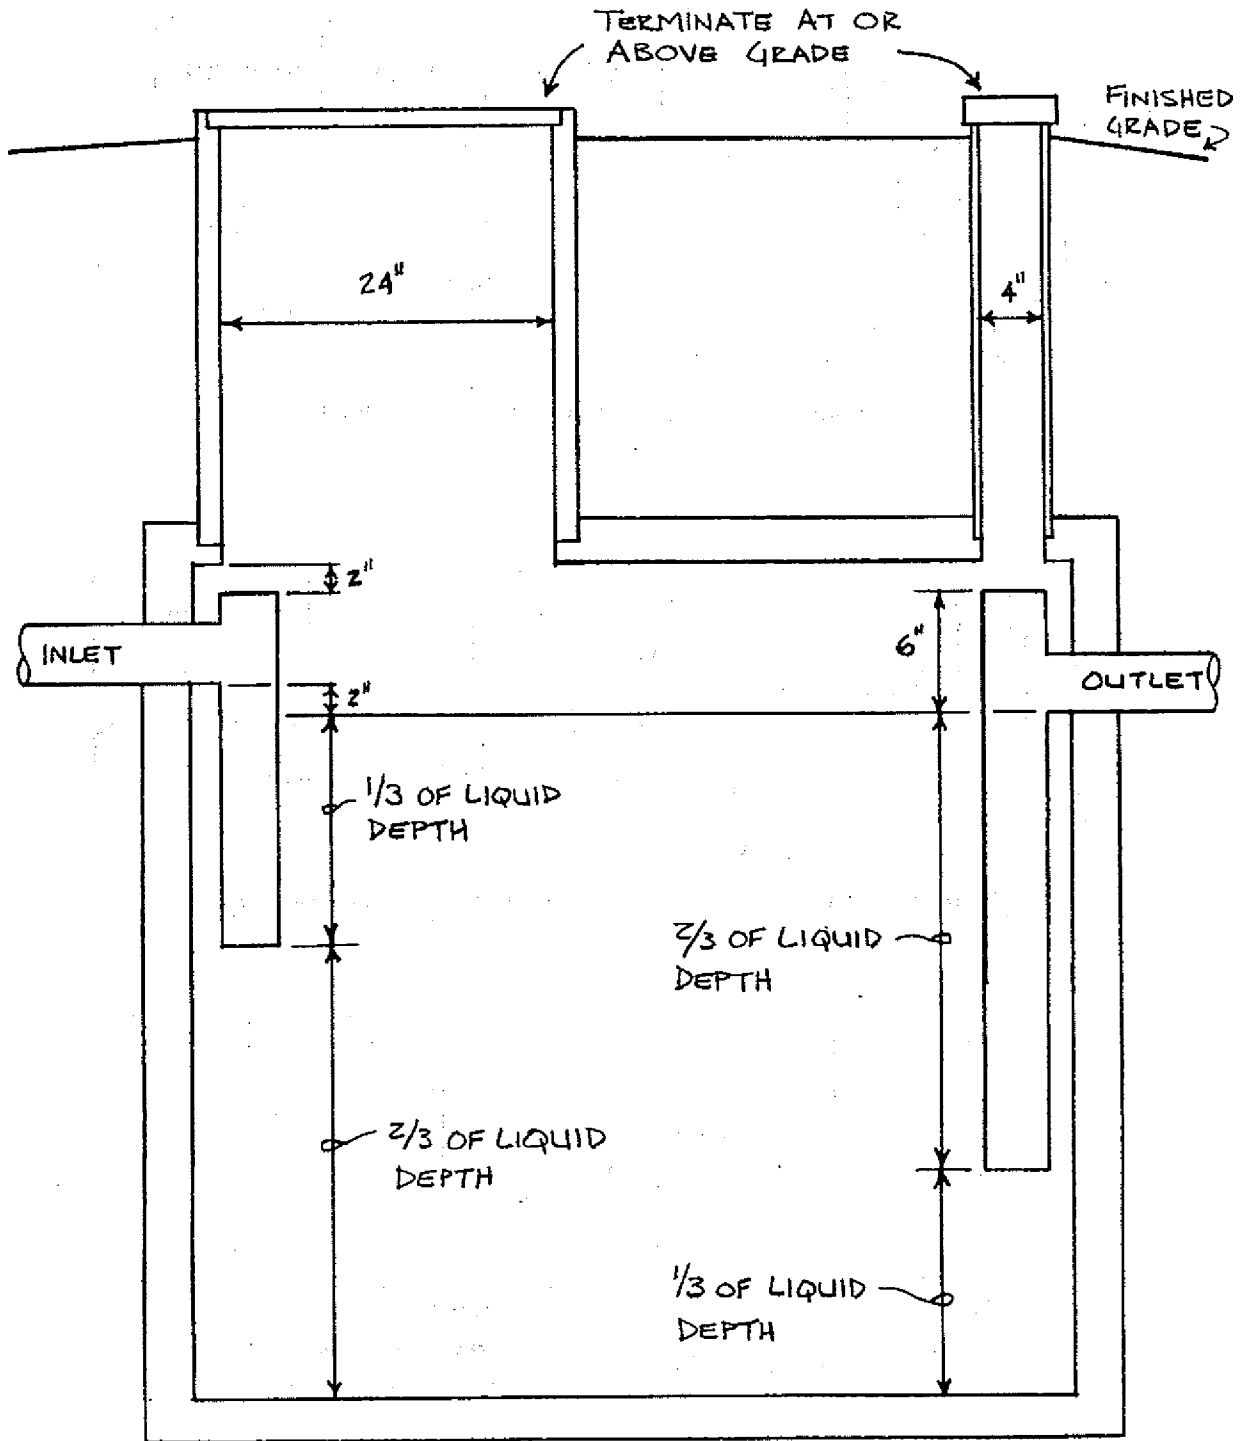 TERMINATE AT OR
ABOVE GRADE
FINISHED
GRADE
24"
4"
2"
6"
INLET
OUTLET
2"
1/3 OF LIQUID
DEPTH
2/3 OF LIQUID
DEPTH
2/3 OF LIQUID
DEPTH
1/3 OF LIQUID
DEPTH